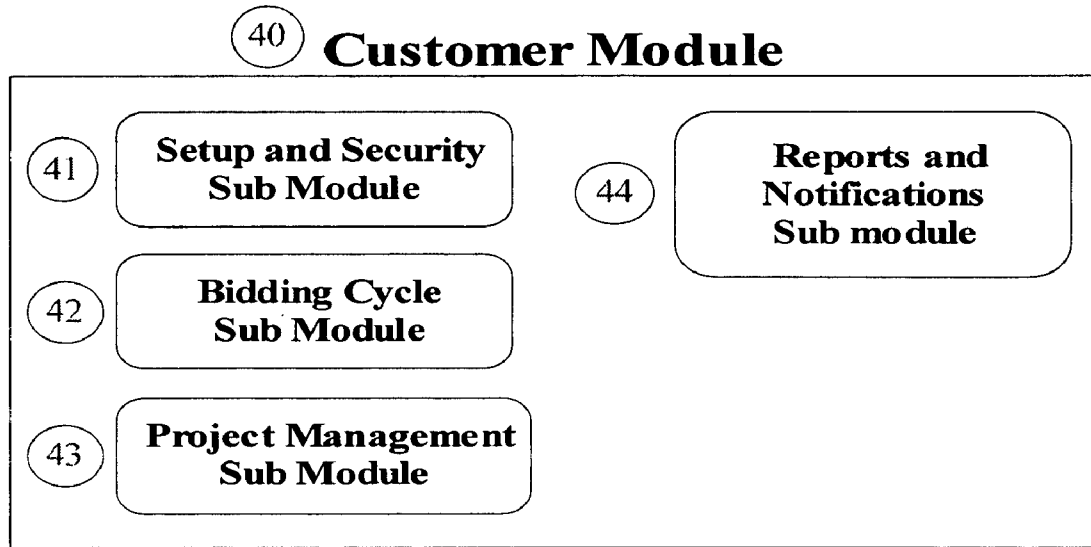 40 Customer Module
41 Setup and Security
Sub Module
42 Bidding Cycle
Sub Module
43 Project Management
Sub Module
44 Reports and
Notifications
Sub module